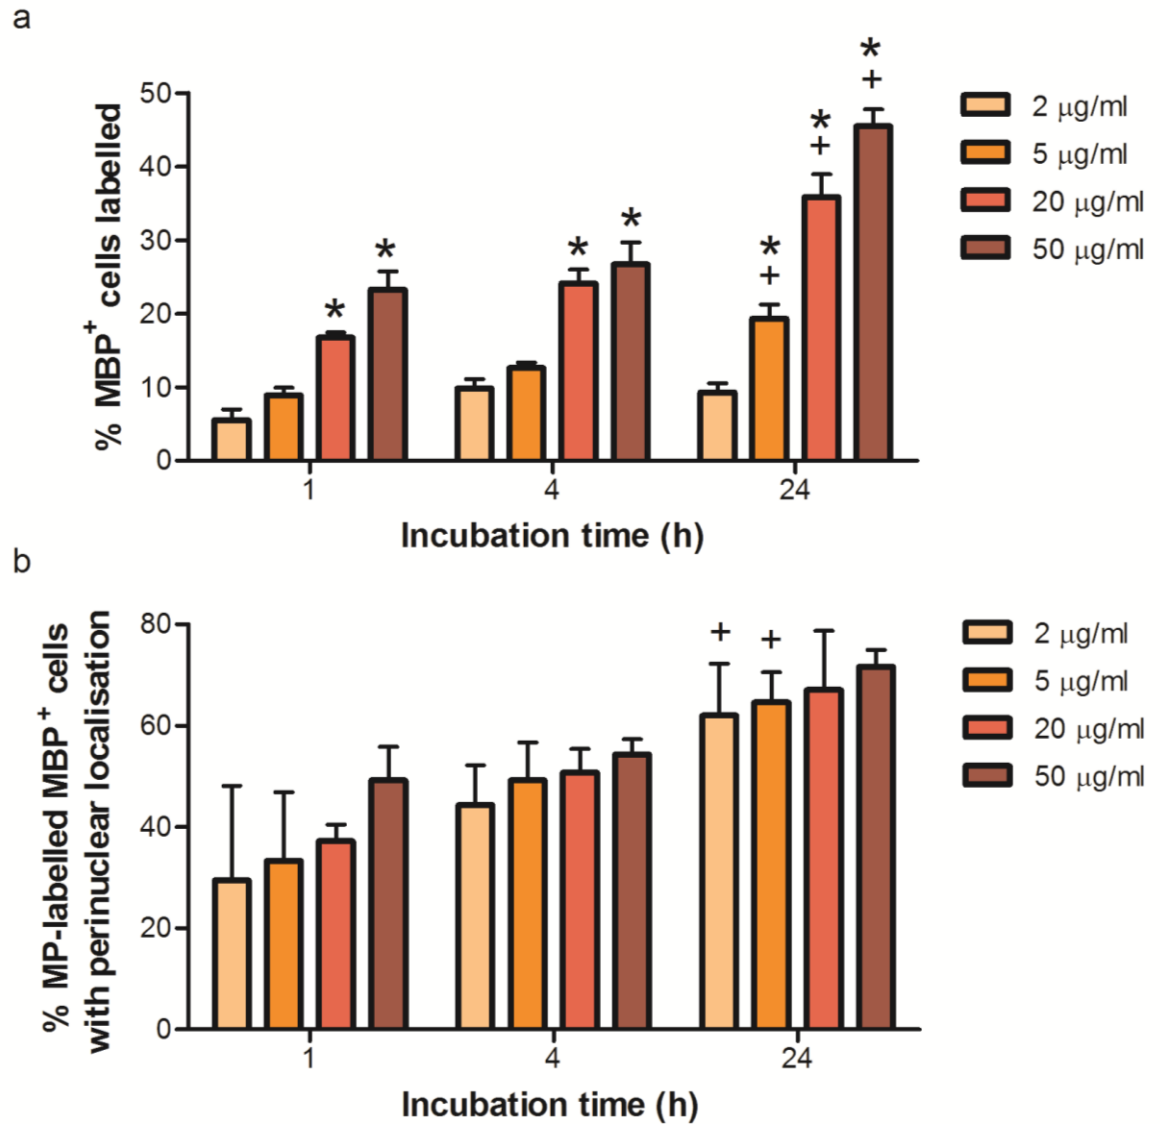 a
% MBP⁺ cells labelled
50
40
30
20
10
0
*
*
*
*
*
+
*
+
*
+
1
4
24
Incubation time (h)
2 μg/ml
5 μg/ml
20 μg/ml
50 μg/ml
b
% MP-labelled MBP⁺ cells
with perinuclear localisation
80
60
40
20
0
+
+
1
4
24
Incubation time (h)
2 μg/ml
5 μg/ml
20 μg/ml
50 μg/ml